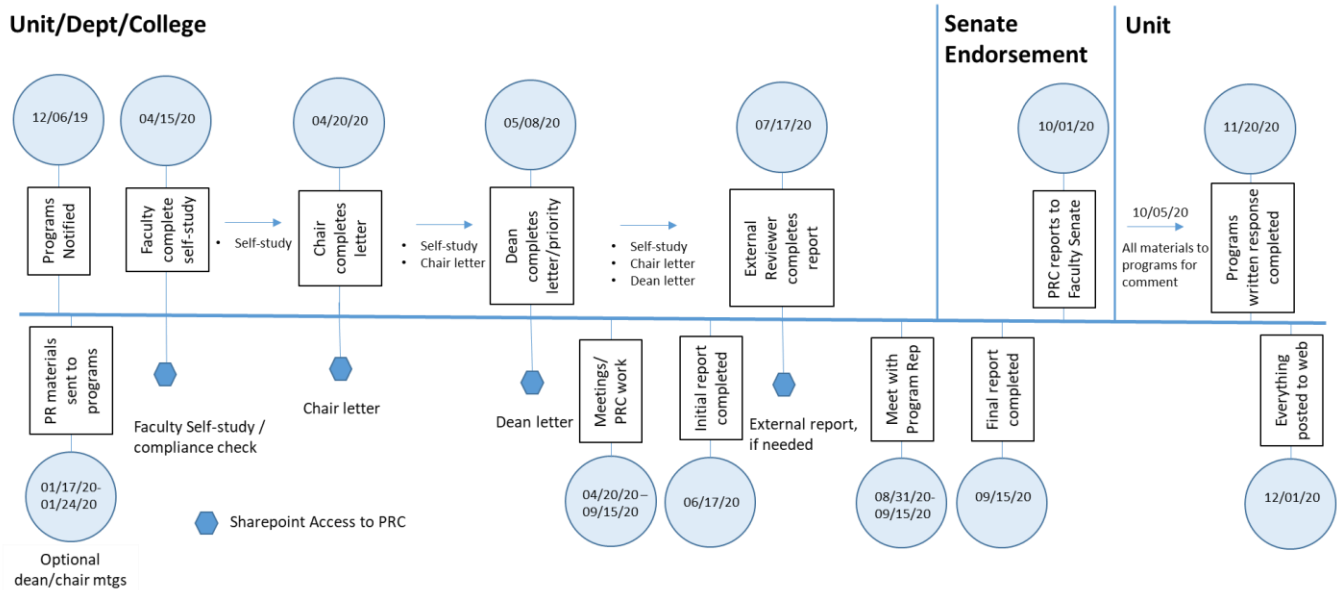 Unit/Dept/College
Senate
Endorsement
Unit
12/06/19
04/15/20
04/20/20
05/08/20
07/17/20
10/01/20
11/20/20
Programs
Notified
Faculty
complete
self-study
• Self-study
Chair
completes
letter
• Self-study
• Chair letter
Dean
completes
letter/priority
• Self-study
• Chair letter
• Dean letter
External
Reviewer
completes
report
PRC reports to
Faculty Senate
10/05/20
All materials to
programs for
comment
Programs
written response
completed
PR materials
sent to
programs
Faculty Self-study /
compliance check
Chair letter
Dean letter
Meetings/
PRC work
Initial report
completed
External report,
if needed
Meet with
Program Rep
Final report
completed
Everything
posted to web
01/17/20-
01/24/20
04/20/20–
09/15/20
06/17/20
08/31/20-
09/15/20
09/15/20
12/01/20
Sharepoint Access to PRC
Optional
dean/chair mtgs